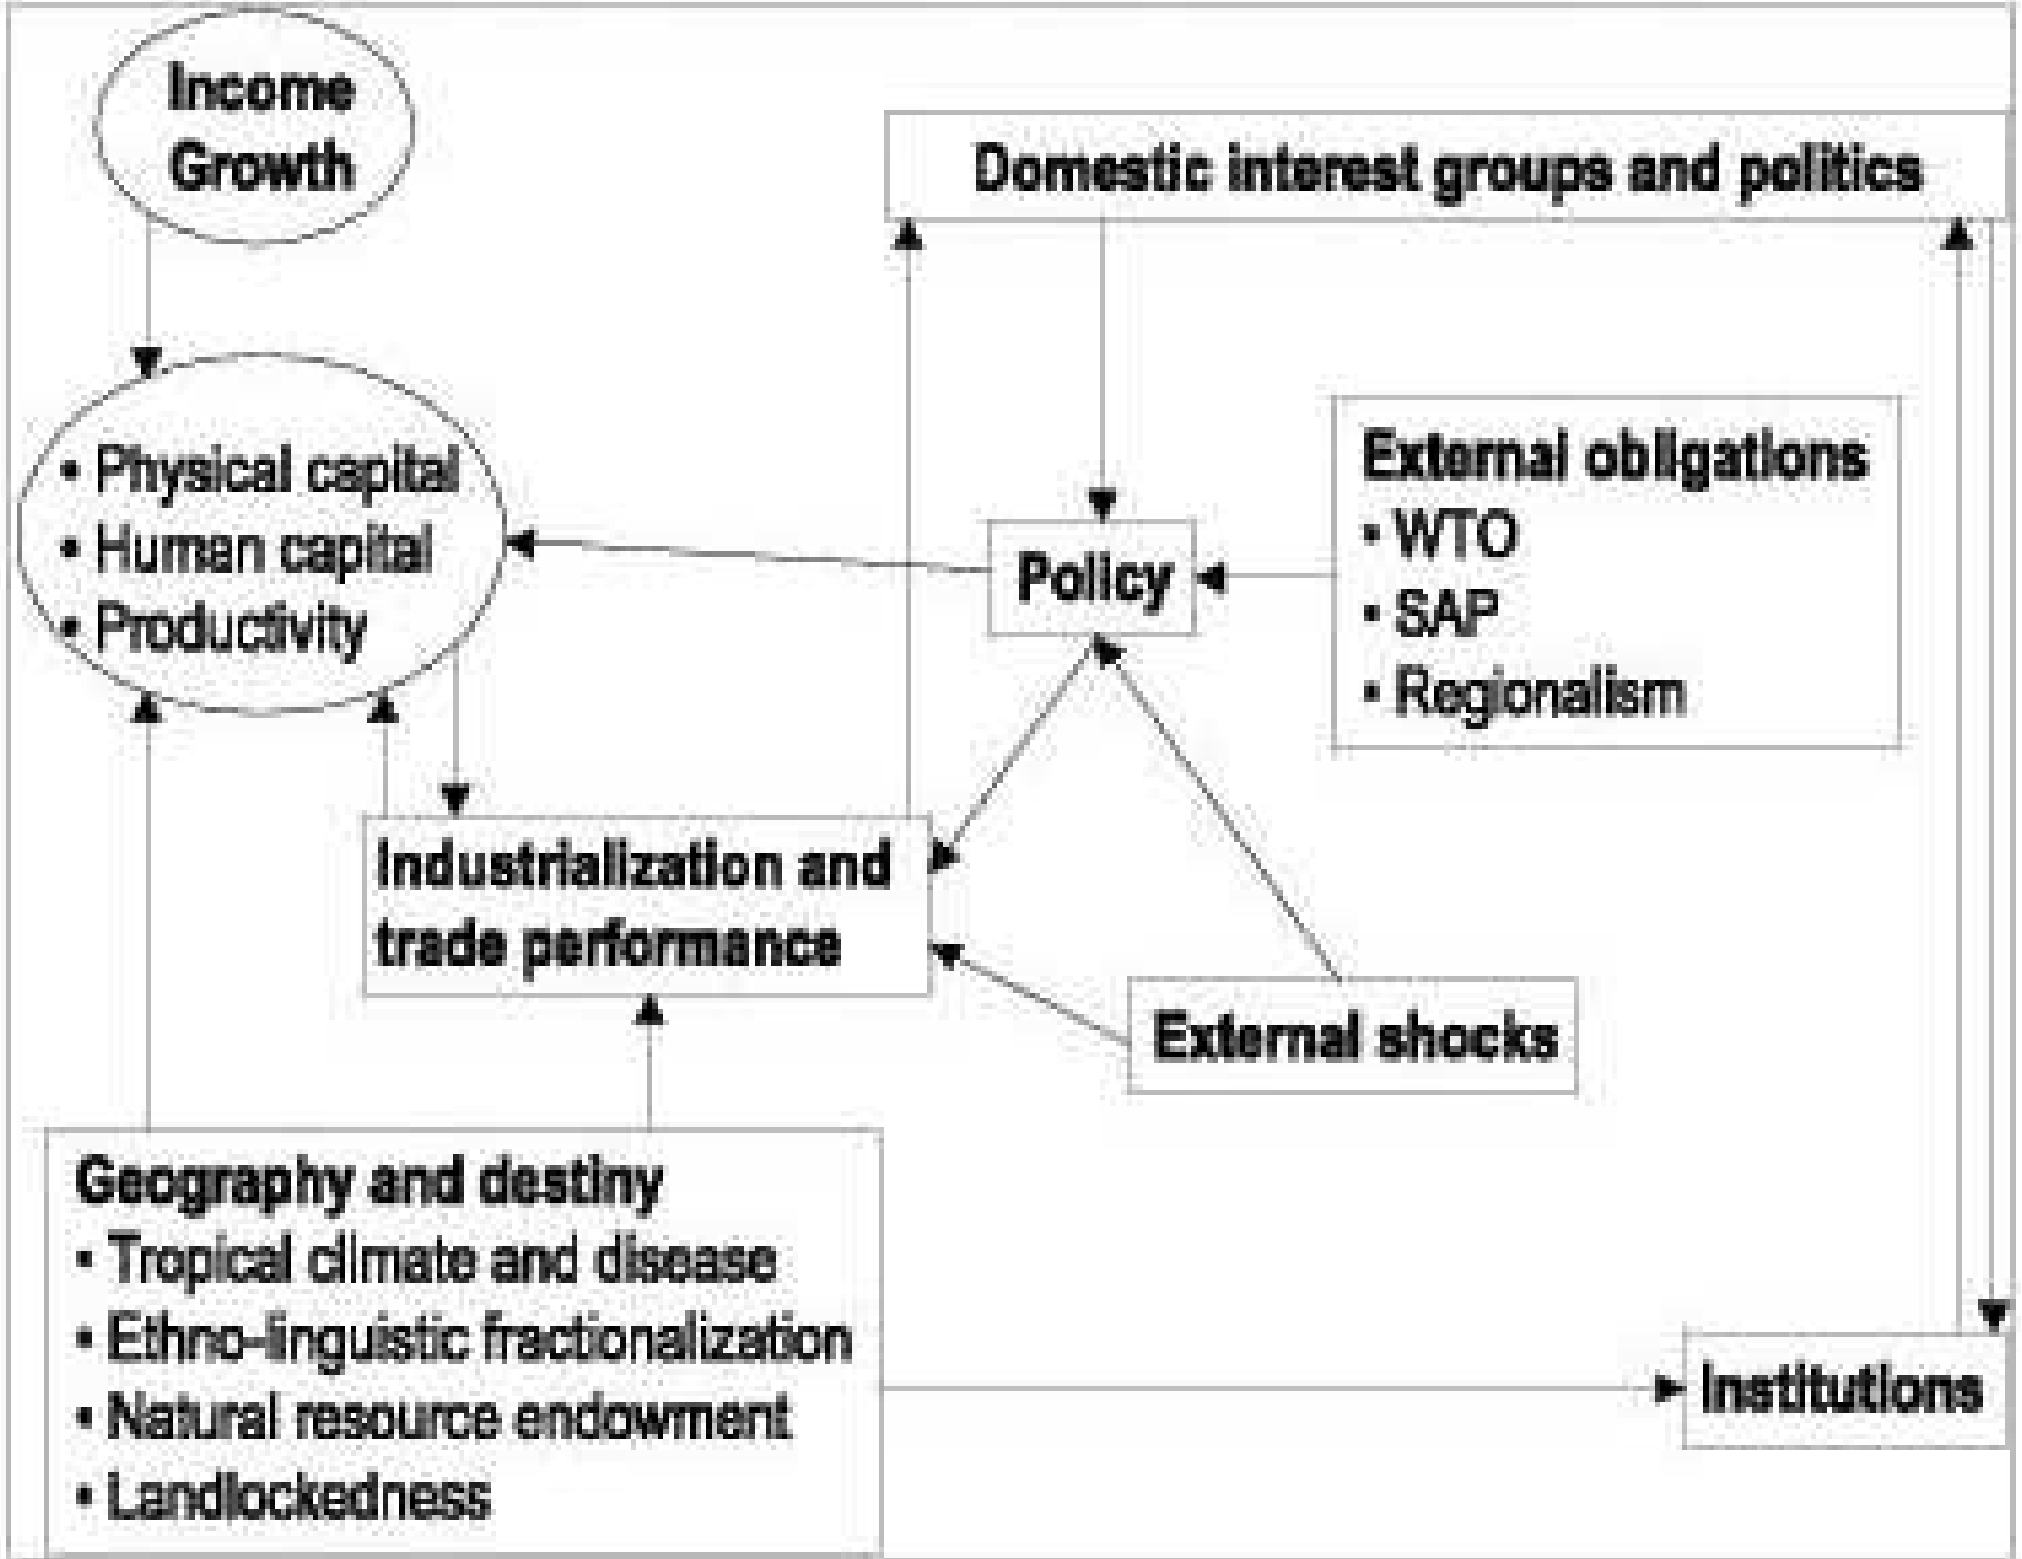 Income
Growth
Domestic interest groups and politics
• Physical capital
• Human capital
• Productivity
Policy
External obligations
• WTO
• SAP
• Regionalism
Industrialization and
trade performance
External shocks
Geography and destiny
• Tropical climate and disease
• Ethno-linguistic fractionalization
• Natural resource endowment
• Landlockedness
Institutions